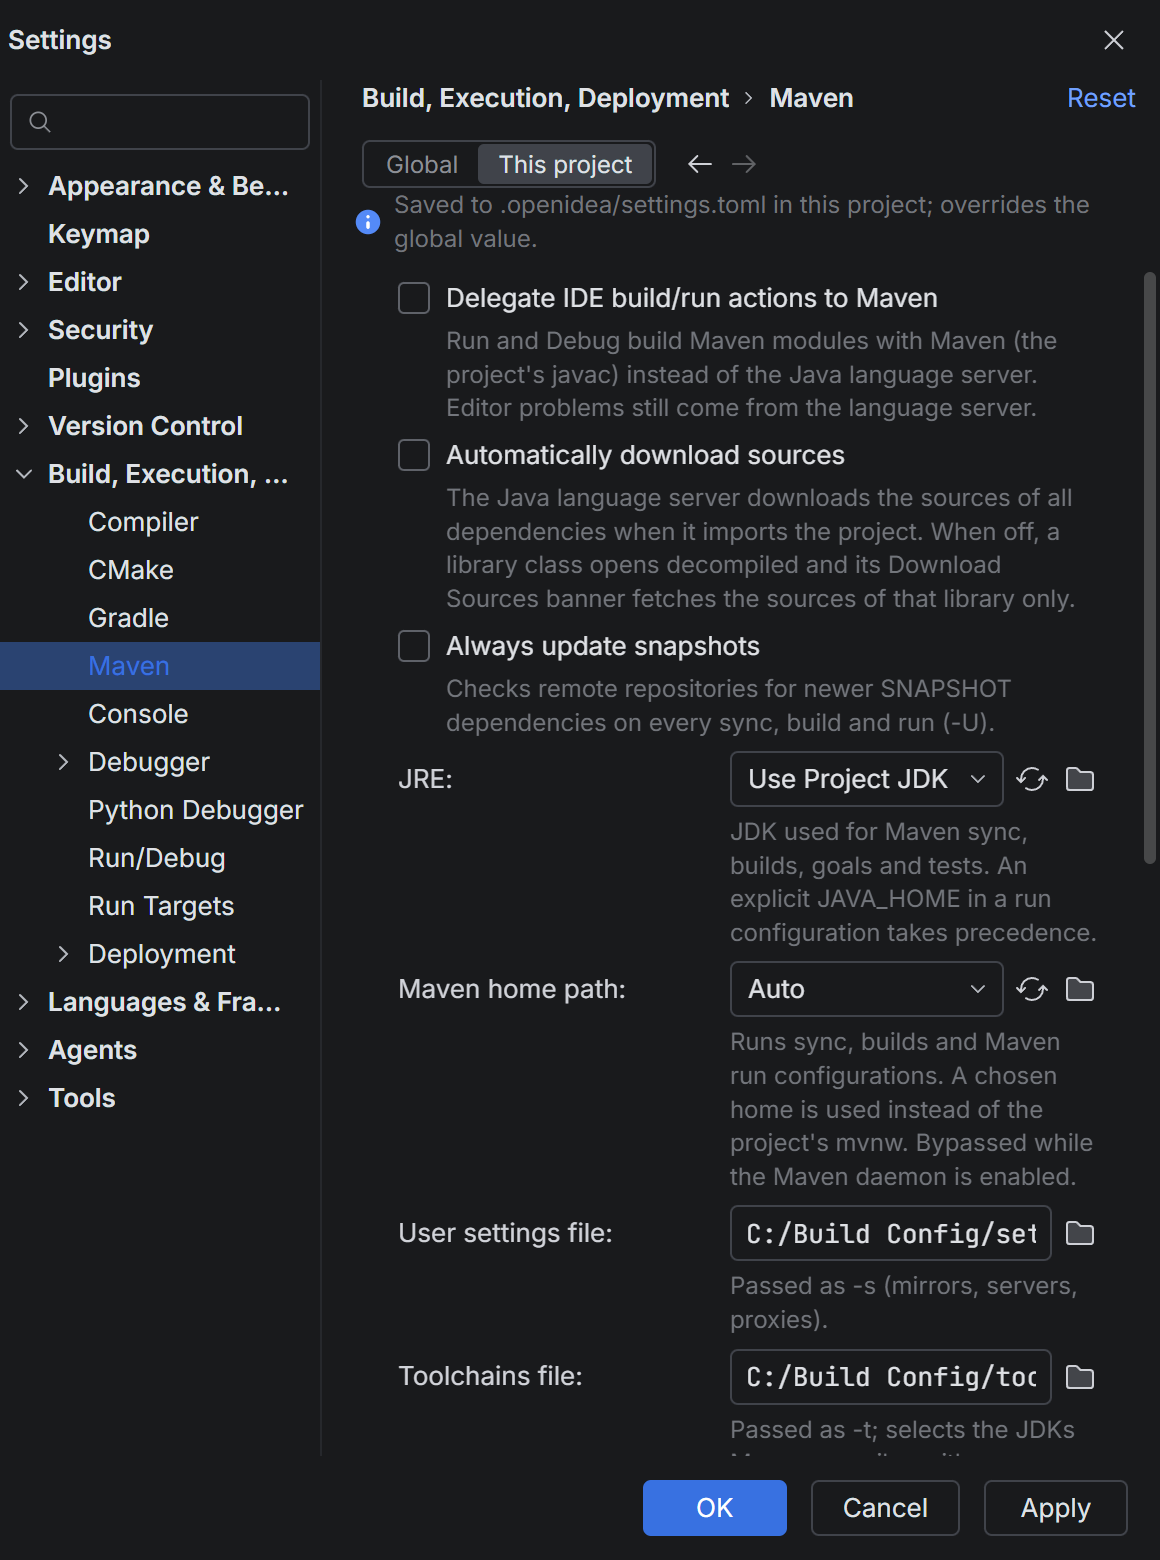 Settings
Appearance & Be...
Keymap
Editor
Security
Plugins
Version Control
Build, Execution, ...
Compiler
CMake
Gradle
Maven
Console
Debugger
Python Debugger
Run/Debug
Run Targets
Deployment
Languages & Fra...
Agents
Tools
Build, Execution, Deployment › Maven
Reset
Global
This project
Saved to .openidea/settings.toml in this project; overrides the
global value.
Delegate IDE build/run actions to Maven
Run and Debug build Maven modules with Maven (the
project's javac) instead of the Java language server.
Editor problems still come from the language server.
Automatically download sources
The Java language server downloads the sources of all
dependencies when it imports the project. When off, a
library class opens decompiled and its Download
Sources banner fetches the sources of that library only.
Always update snapshots
Checks remote repositories for newer SNAPSHOT
dependencies on every sync, build and run (-U).
JRE:
Use Project JDK
JDK used for Maven sync,
builds, goals and tests. An
explicit JAVA_HOME in a run
configuration takes precedence.
Maven home path:
Auto
Runs sync, builds and Maven
run configurations. A chosen
home is used instead of the
project's mvnw. Bypassed while
the Maven daemon is enabled.
User settings file:
C:/Build Config/set
Passed as -s (mirrors, servers,
proxies).
Toolchains file:
C:/Build Config/too
Passed as -t; selects the JDKs
OK
Cancel
Apply